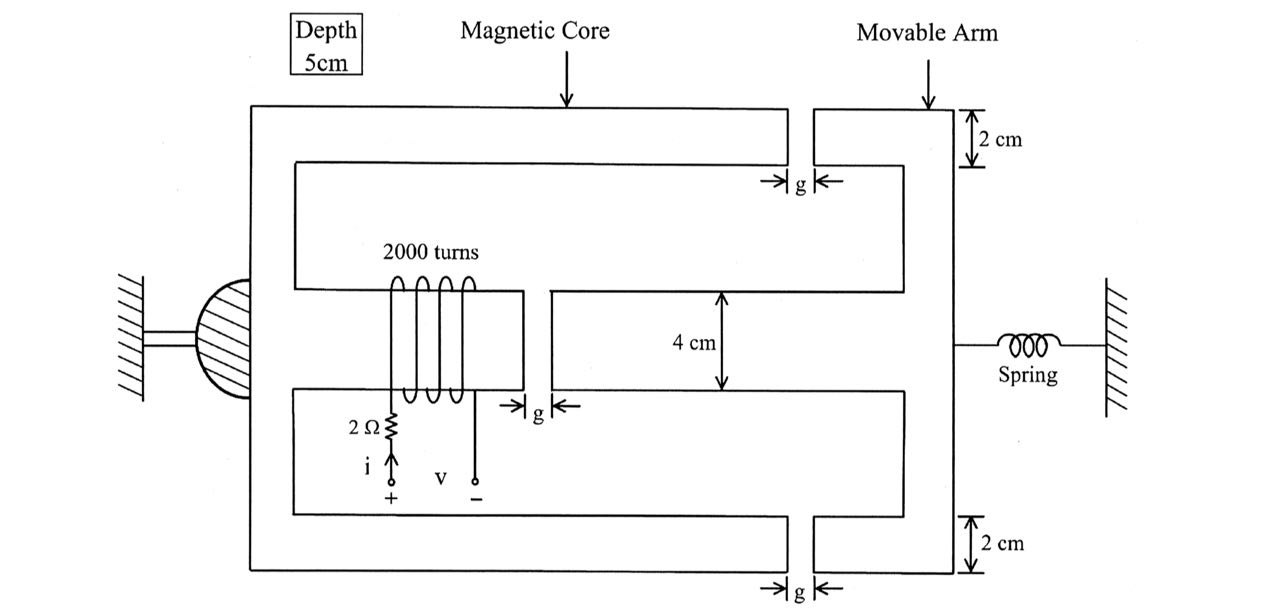 Depth
5cm
Magnetic Core
Movable Arm
2 cm
g
2000 turns
4 cm
Spring
g
2 Ω
i
v
+
−
2 cm
g